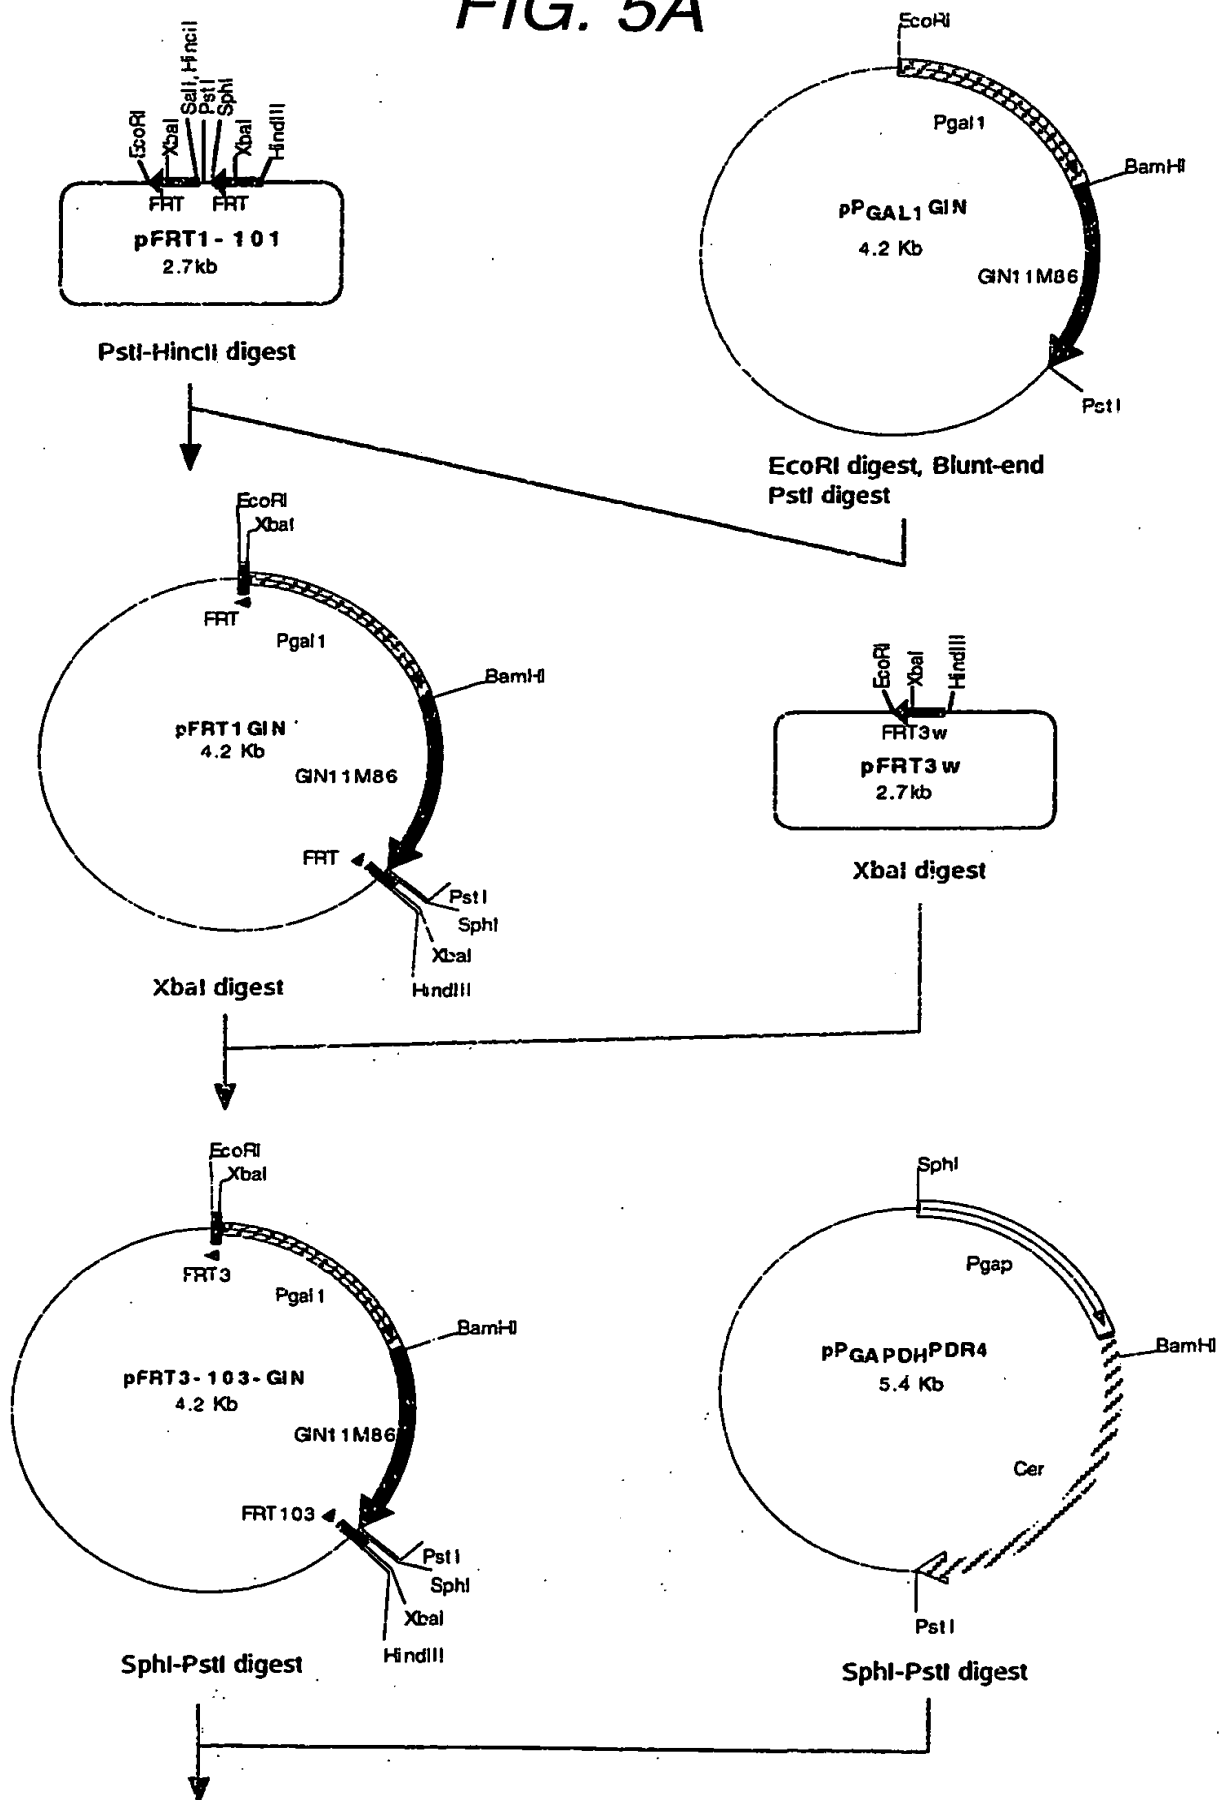 FIG. 5A
EcoRI
XbaI
SalI, HincII
PstI
SphI
XbaI
HindIII
FRT
FRT
pFRT1-101
2.7kb
PstI-HincII digest
EcoRI
Pgal1
BamHI
pPGAL1GIN
4.2 Kb
GIN11M86
PstI
EcoRI digest, Blunt-end
PstI digest
EcoRI
XbaI
FRT
Pgal1
BamHI
pFRT1GIN
4.2 Kb
GIN11M86
FRT
PstI
SphI
XbaI
HindIII
XbaI digest
EcoRI
XbaI
HindIII
FRT3w
pFRT3w
2.7kb
XbaI digest
EcoRI
XbaI
FRT3
Pgal1
BamHI
pFRT3-103-GIN
4.2 Kb
GIN11M86
FRT103
PstI
SphI
XbaI
HindIII
SphI-PstI digest
SphI
Pgap
BamHI
pPGAPDHPDR4
5.4 Kb
Cer
PstI
SphI-PstI digest